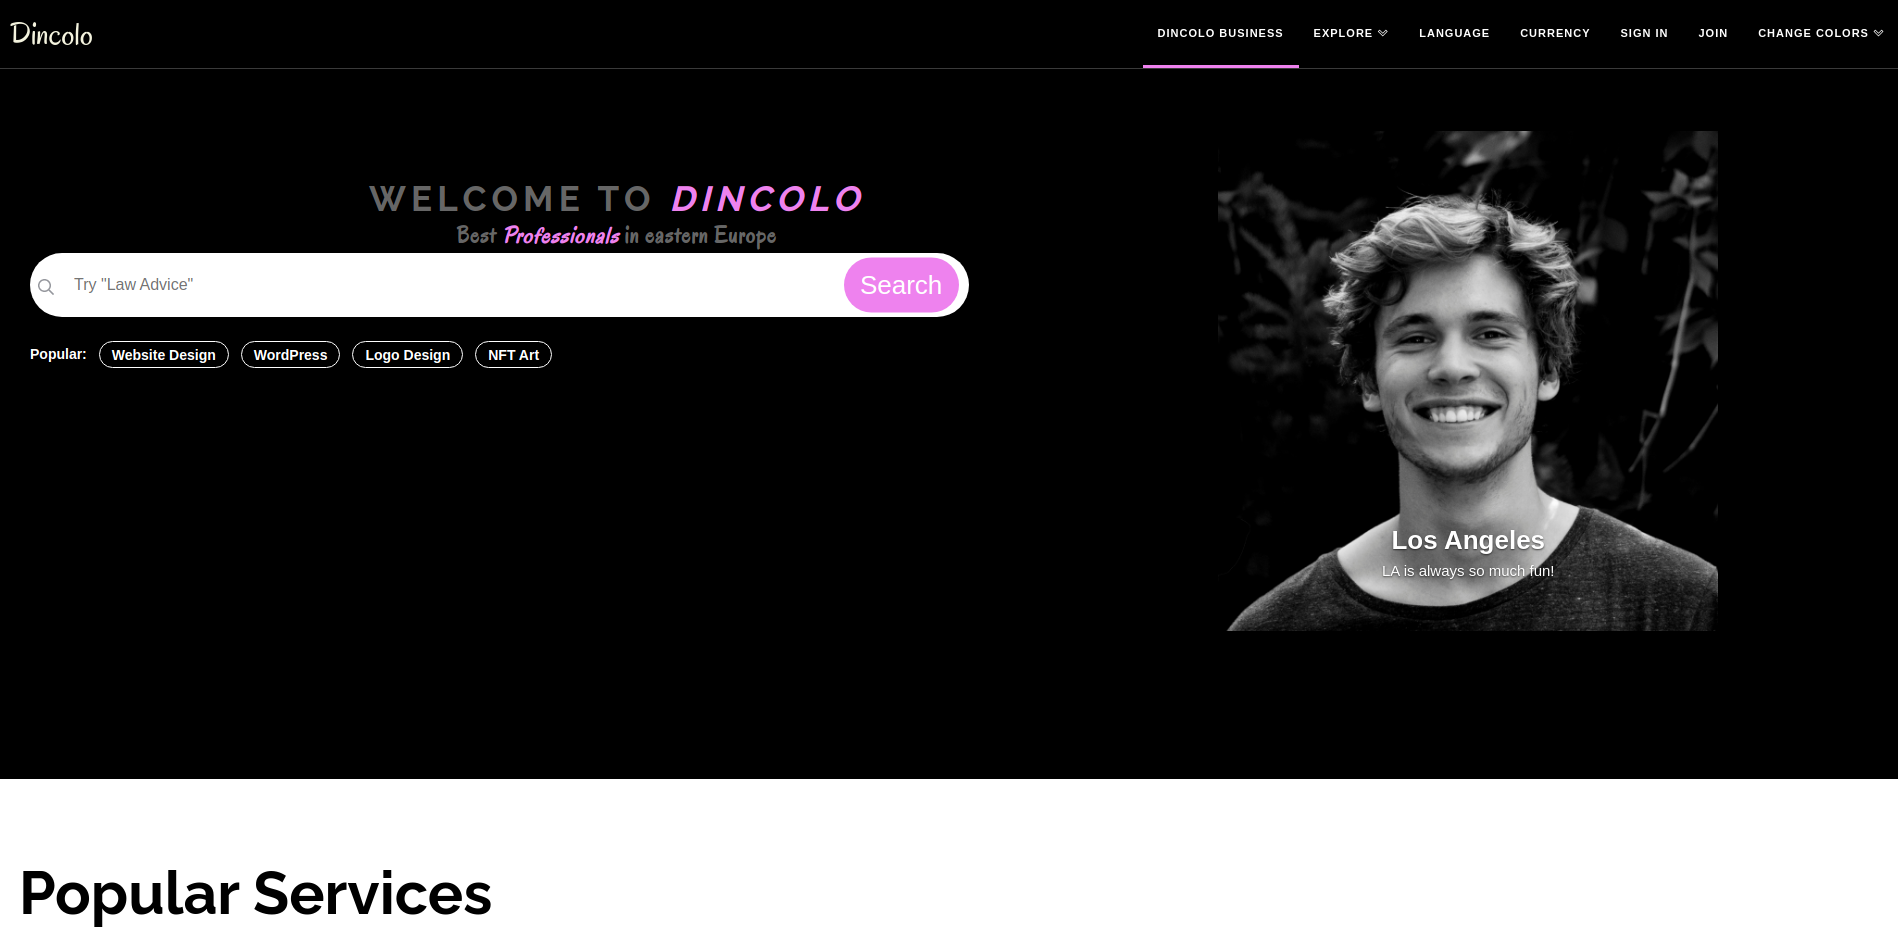 Dincolo
DINCOLO BUSINESS
EXPLORE
LANGUAGE
CURRENCY
SIGN IN
JOIN
CHANGE COLORS
WELCOME TO DINCOLO
Best Professionals in eastern Europe
Try "Law Advice"
Search
Popular:
Website Design
WordPress
Logo Design
NFT Art
Los Angeles
LA is always so much fun!
Popular Services